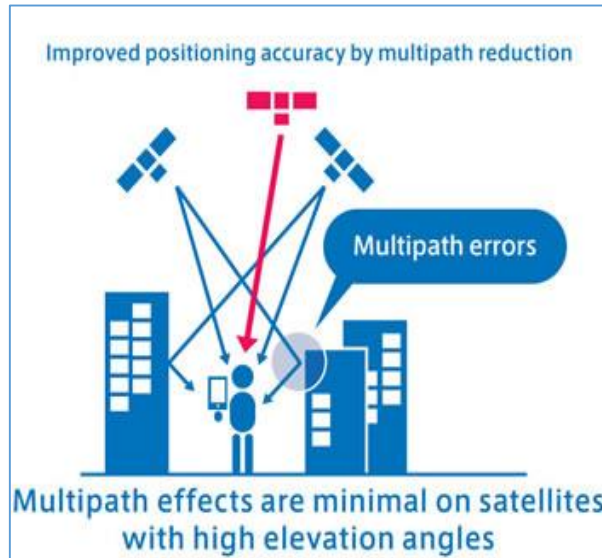 Improved positioning accuracy by multipath reduction
Multipath errors
Multipath effects are minimal on satellites
with high elevation angles